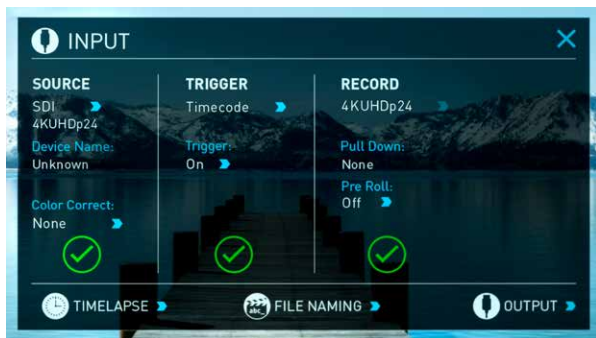 INPUT
SOURCE
SDI
4KUHDp24
Device Name:
Unknown
Color Correct:
None
TRIGGER
Timecode
Trigger:
On
RECORD
4KUHDp24
Pull Down:
None
Pre Roll:
Off
TIMELAPSE
abc_
FILE NAMING
OUTPUT